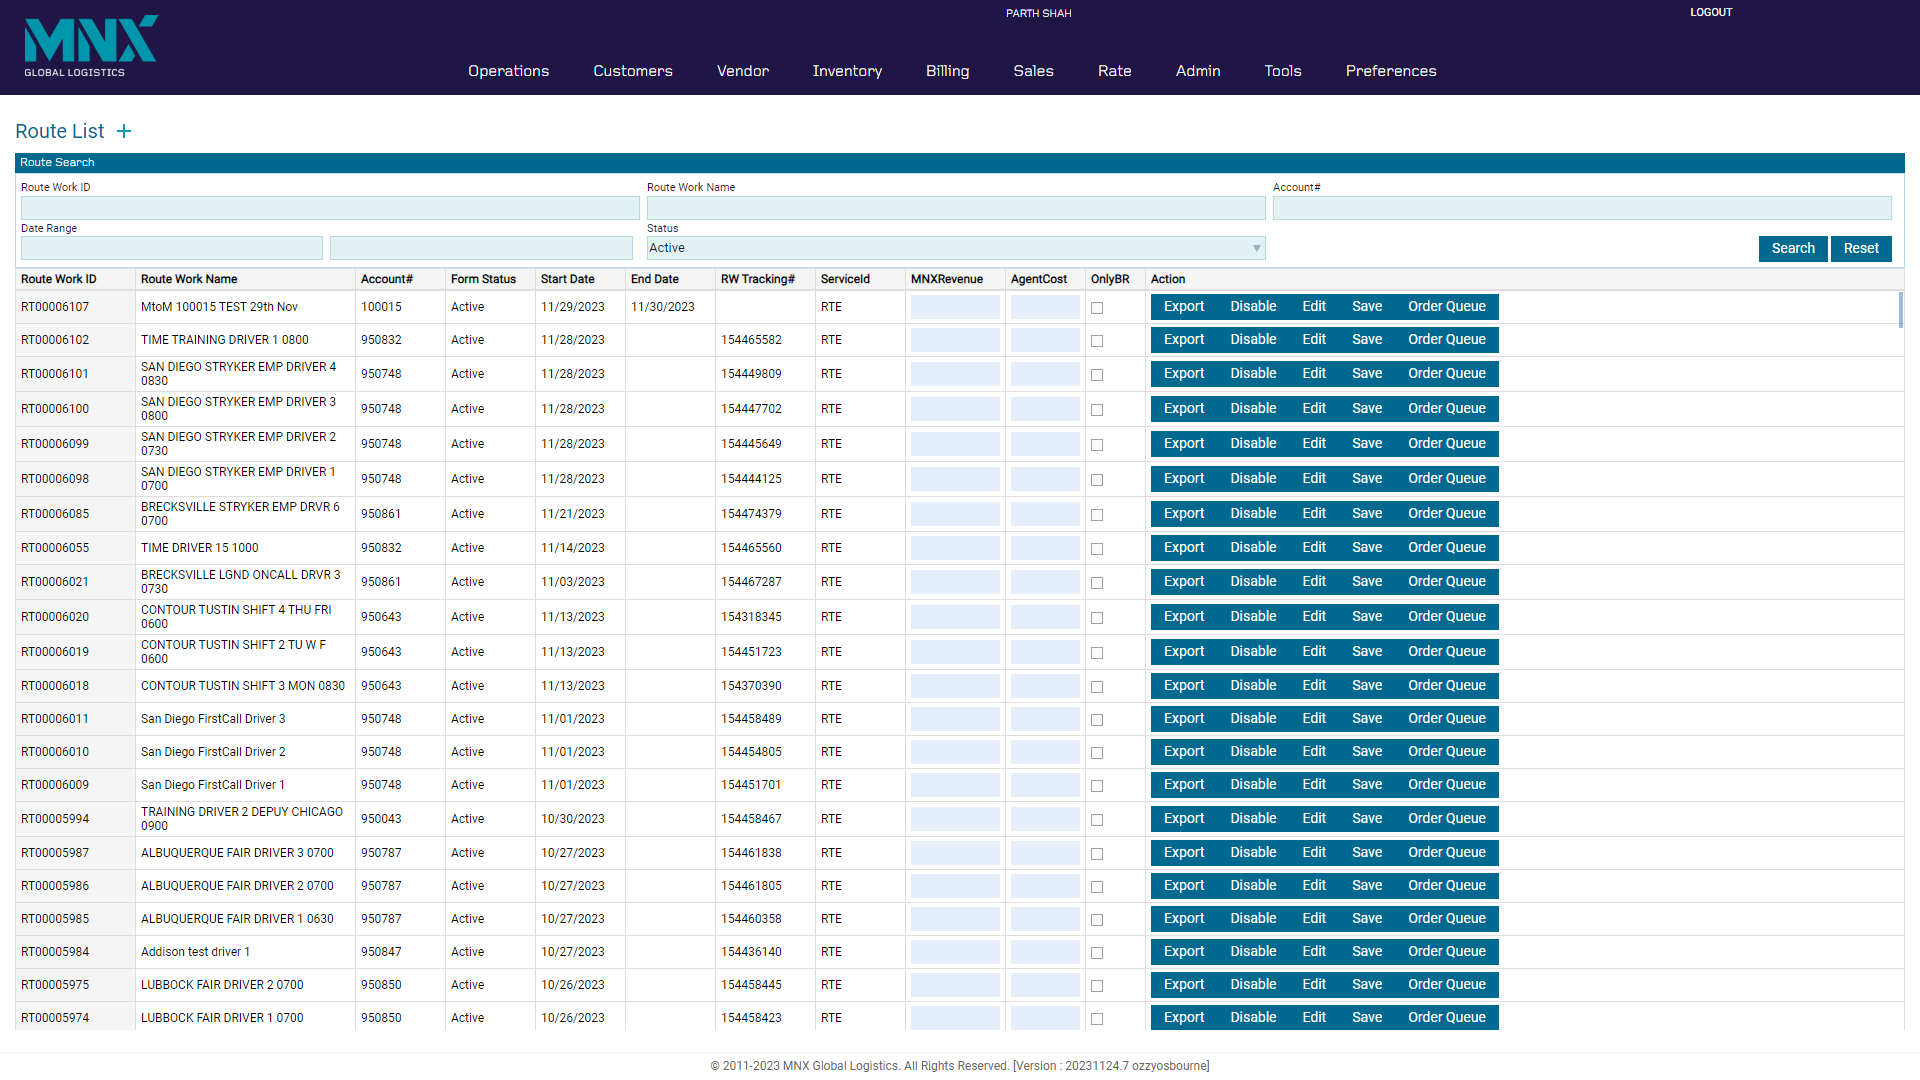 PARTH SHAH
LOGOUT
MNX
GLOBAL LOGISTICS
Operations Customers Vendor Inventory Billing Sales Rate Admin Tools Preferences
Route List +
Route Search
Route Work ID Route Work Name Account#
Date Range Status
Active Search Reset
Route Work ID Route Work Name Account# Form Status Start Date End Date RW Tracking# ServiceId MNXRevenue AgentCost OnlyBR Action
RT00006107 MtoM 100015 TEST 29th Nov 100015 Active 11/29/2023 11/30/2023 RTE Export Disable Edit Save Order Queue
RT00006102 TIME TRAINING DRIVER 1 0800 950832 Active 11/28/2023 154465582 RTE Export Disable Edit Save Order Queue
RT00006101 SAN DIEGO STRYKER EMP DRIVER 4 0830 950748 Active 11/28/2023 154449809 RTE Export Disable Edit Save Order Queue
RT00006100 SAN DIEGO STRYKER EMP DRIVER 3 0800 950748 Active 11/28/2023 154447702 RTE Export Disable Edit Save Order Queue
RT00006099 SAN DIEGO STRYKER EMP DRIVER 2 0730 950748 Active 11/28/2023 154445649 RTE Export Disable Edit Save Order Queue
RT00006098 SAN DIEGO STRYKER EMP DRIVER 1 0700 950748 Active 11/28/2023 154444125 RTE Export Disable Edit Save Order Queue
RT00006085 BRECKSVILLE STRYKER EMP DRVR 6 0700 950861 Active 11/21/2023 154474379 RTE Export Disable Edit Save Order Queue
RT00006055 TIME DRIVER 15 1000 950832 Active 11/14/2023 154465560 RTE Export Disable Edit Save Order Queue
RT00006021 BRECKSVILLE LGND ONCALL DRVR 3 0730 950861 Active 11/03/2023 154467287 RTE Export Disable Edit Save Order Queue
RT00006020 CONTOUR TUSTIN SHIFT 4 THU FRI 0600 950643 Active 11/13/2023 154318345 RTE Export Disable Edit Save Order Queue
RT00006019 CONTOUR TUSTIN SHIFT 2 TU W F 0600 950643 Active 11/13/2023 154451723 RTE Export Disable Edit Save Order Queue
RT00006018 CONTOUR TUSTIN SHIFT 3 MON 0830 950643 Active 11/13/2023 154370390 RTE Export Disable Edit Save Order Queue
RT00006011 San Diego FirstCall Driver 3 950748 Active 11/01/2023 154458489 RTE Export Disable Edit Save Order Queue
RT00006010 San Diego FirstCall Driver 2 950748 Active 11/01/2023 154454805 RTE Export Disable Edit Save Order Queue
RT00006009 San Diego FirstCall Driver 1 950748 Active 11/01/2023 154451701 RTE Export Disable Edit Save Order Queue
RT00005994 TRAINING DRIVER 2 DEPUY CHICAGO 0900 950043 Active 10/30/2023 154458467 RTE Export Disable Edit Save Order Queue
RT00005987 ALBUQUERQUE FAIR DRIVER 3 0700 950787 Active 10/27/2023 154461838 RTE Export Disable Edit Save Order Queue
RT00005986 ALBUQUERQUE FAIR DRIVER 2 0700 950787 Active 10/27/2023 154461805 RTE Export Disable Edit Save Order Queue
RT00005985 ALBUQUERQUE FAIR DRIVER 1 0630 950787 Active 10/27/2023 154460358 RTE Export Disable Edit Save Order Queue
RT00005984 Addison test driver 1 950847 Active 10/27/2023 154436140 RTE Export Disable Edit Save Order Queue
RT00005975 LUBBOCK FAIR DRIVER 2 0700 950850 Active 10/26/2023 154458445 RTE Export Disable Edit Save Order Queue
RT00005974 LUBBOCK FAIR DRIVER 1 0700 950850 Active 10/26/2023 154458423 RTE Export Disable Edit Save Order Queue
© 2011-2023 MNX Global Logistics. All Rights Reserved. [Version : 20231124.7 ozzyosbourne]